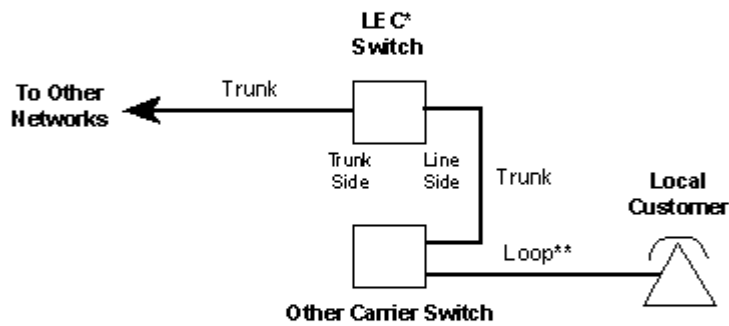 LEC*
Switch
To Other
Networks
Trunk
Trunk
Side
Line
Side
Trunk
Local
Customer
Loop**
Other Carrier Switch